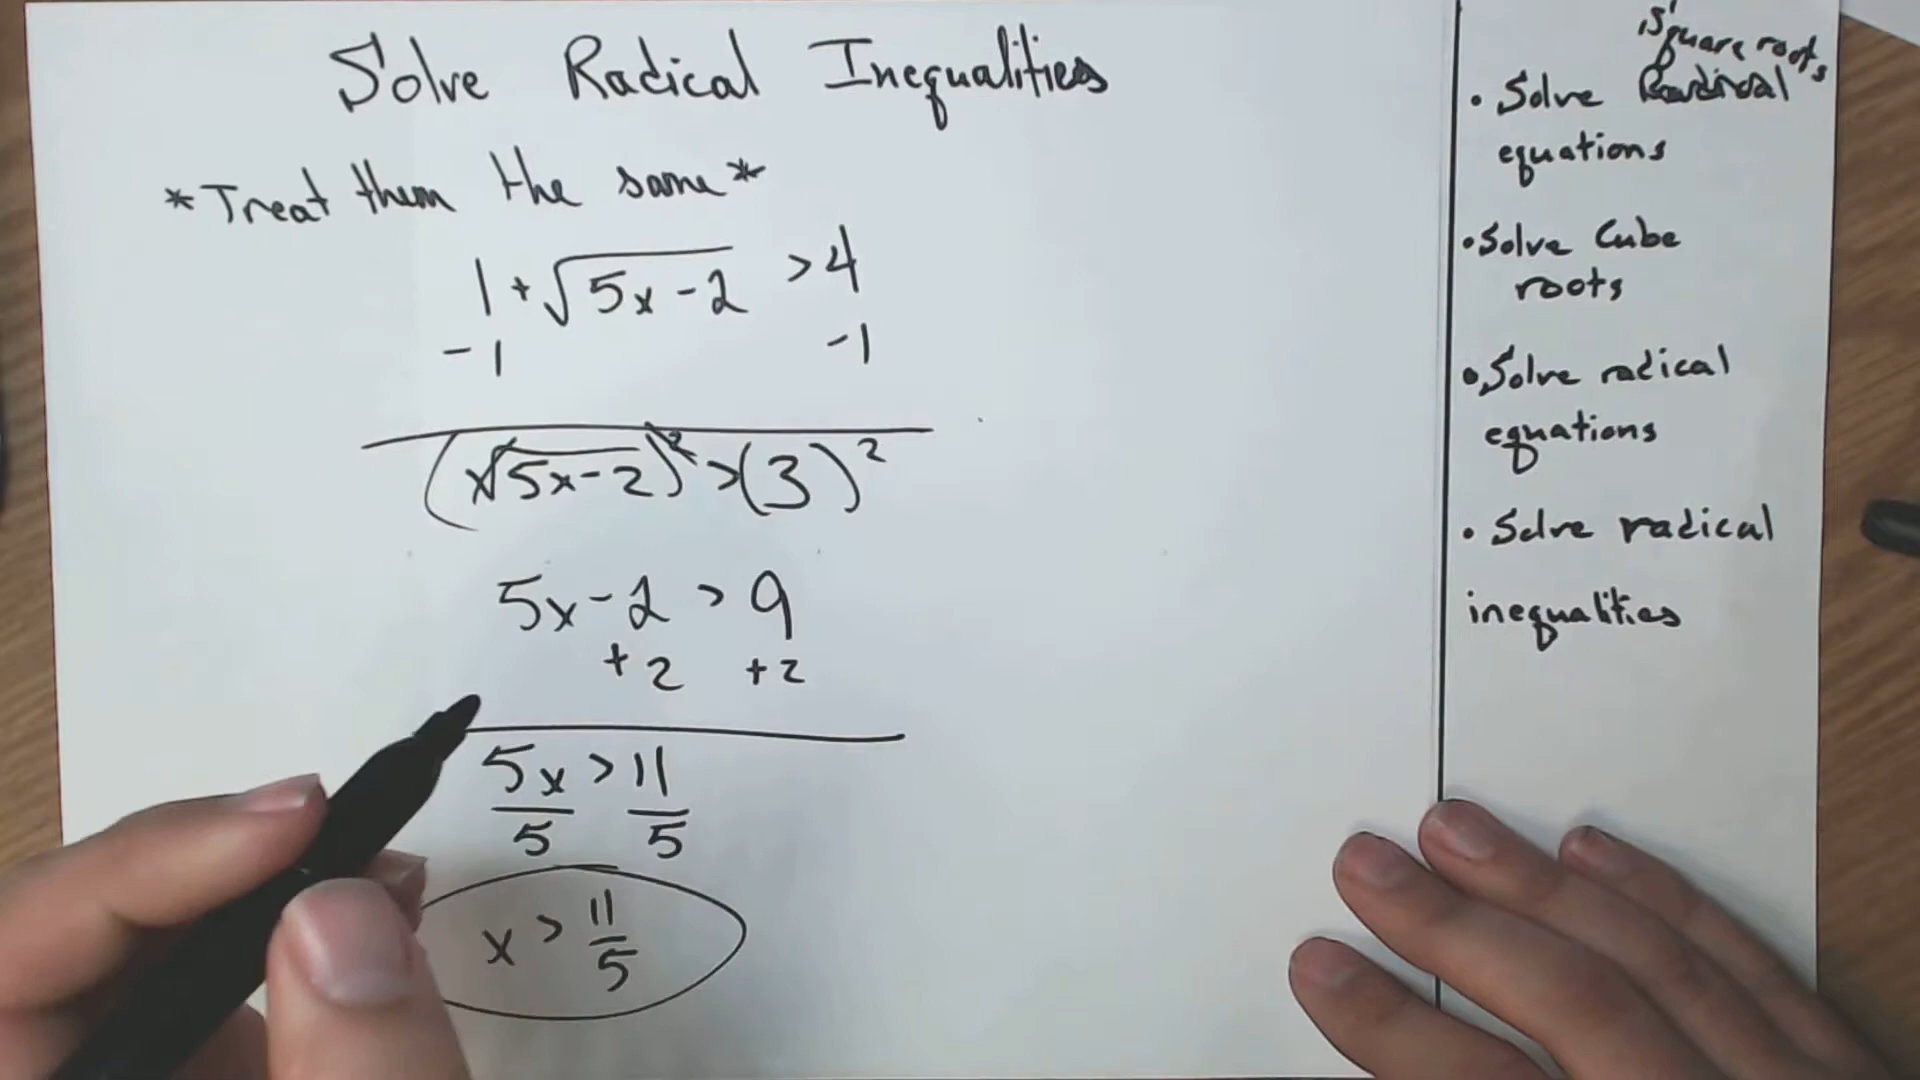 Solve Radical Inequalities
*Treat them the same*
1 + √5x - 2 > 4
- 1 - 1
(√5x - 2)² > (3)²
5x - 2 > 9
+ 2 + 2
5x > 11
5 5
x > 11
5
Square roots
• Solve
equations
• Solve Cube
roots
• Solve radical
equations
• Solve radical
inequalities